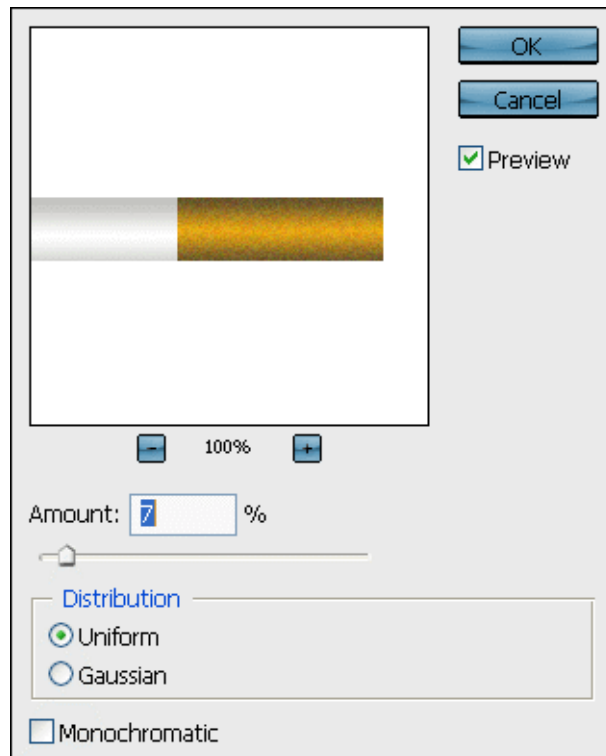 OK
Cancel
Preview
100%
Amount: 7 %
Distribution
Uniform
Gaussian
Monochromatic